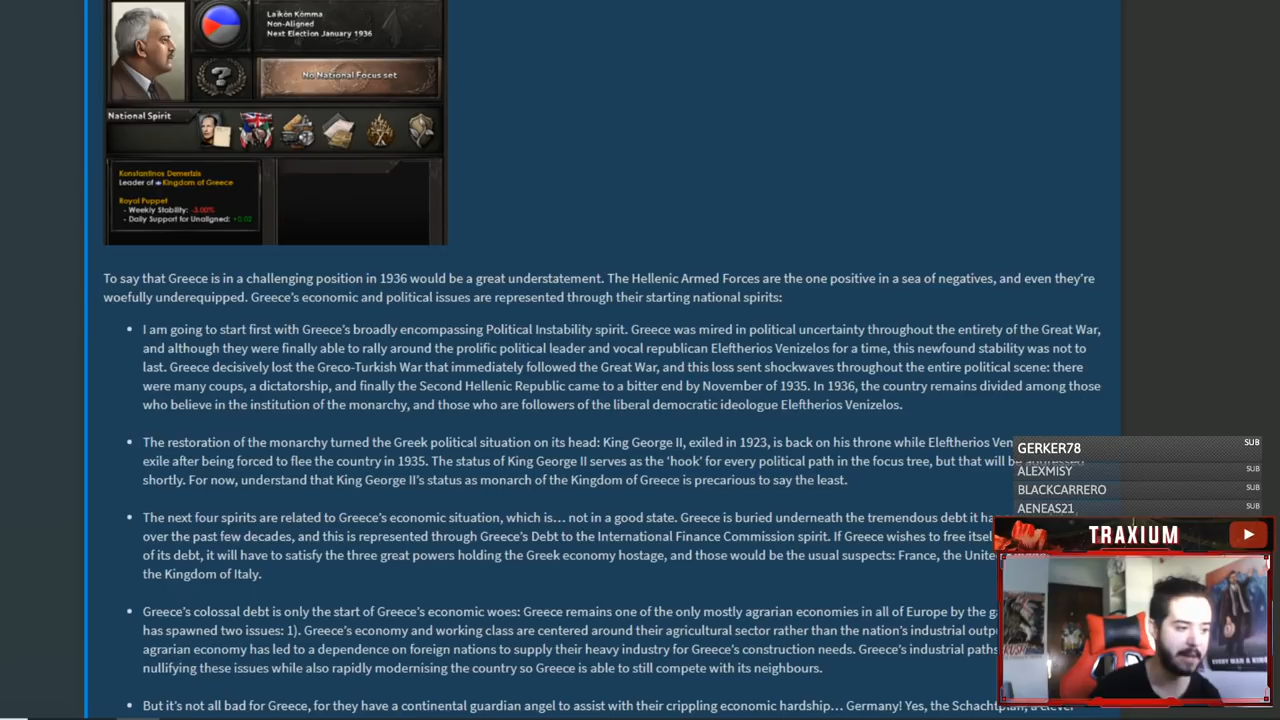 Laïkòn Kómma
Non-Aligned
Next Election January 1936
No National Focus set
National Spirit
Konstantinos Demertzis
Leader of Kingdom of Greece
Royal Puppet
- Weekly Stability: -3.00%
- Daily Support for Unaligned: +0.02
To say that Greece is in a challenging position in 1936 would be a great understatement. The Hellenic Armed Forces are the one positive in a sea of negatives, and even they're
woefully underequipped. Greece's economic and political issues are represented through their starting national spirits:
• I am going to start first with Greece's broadly encompassing Political Instability spirit. Greece was mired in political uncertainty throughout the entirety of the Great War,
and although they were finally able to rally around the prolific political leader and vocal republican Eleftherios Venizelos for a time, this newfound stability was not to
last. Greece decisively lost the Greco-Turkish War that immediately followed the Great War, and this loss sent shockwaves throughout the entire political scene: there
were many coups, a dictatorship, and finally the Second Hellenic Republic came to a bitter end by November of 1935. In 1936, the country remains divided among those
who believe in the institution of the monarchy, and those who are followers of the liberal democratic ideologue Eleftherios Venizelos.
• The restoration of the monarchy turned the Greek political situation on its head: King George II, exiled in 1923, is back on his throne while Eleftherios Ven
exile after being forced to flee the country in 1935. The status of King George II serves as the 'hook' for every political path in the focus tree, but that will
shortly. For now, understand that King George II's status as monarch of the Kingdom of Greece is precarious to say the least.
• The next four spirits are related to Greece's economic situation, which is... not in a good state. Greece is buried underneath the tremendous debt it ha
over the past few decades, and this is represented through Greece's Debt to the International Finance Commission spirit. If Greece wishes to free itsel
of its debt, it will have to satisfy the three great powers holding the Greek economy hostage, and those would be the usual suspects: France, the Unite
the Kingdom of Italy.
• Greece's colossal debt is only the start of Greece's economic woes: Greece remains one of the only mostly agrarian economies in all of Europe by the ga
has spawned two issues: 1). Greece's economy and working class are centered around their agricultural sector rather than the nation's industrial outpu
agrarian economy has led to a dependence on foreign nations to supply their heavy industry for Greece's construction needs. Greece's industrial paths
nullifying these issues while also rapidly modernising the country so Greece is able to still compete with its neighbours.
• But it's not all bad for Greece, for they have a continental guardian angel to assist with their crippling economic hardship... Germany! Yes, the Schachtplan, a clever
GERKER78 SUB
ALEXMISY SUB
BLACKCARRERO SUB
AENEAS21 SUB
TRAXIUM
EVERY MAN A KING